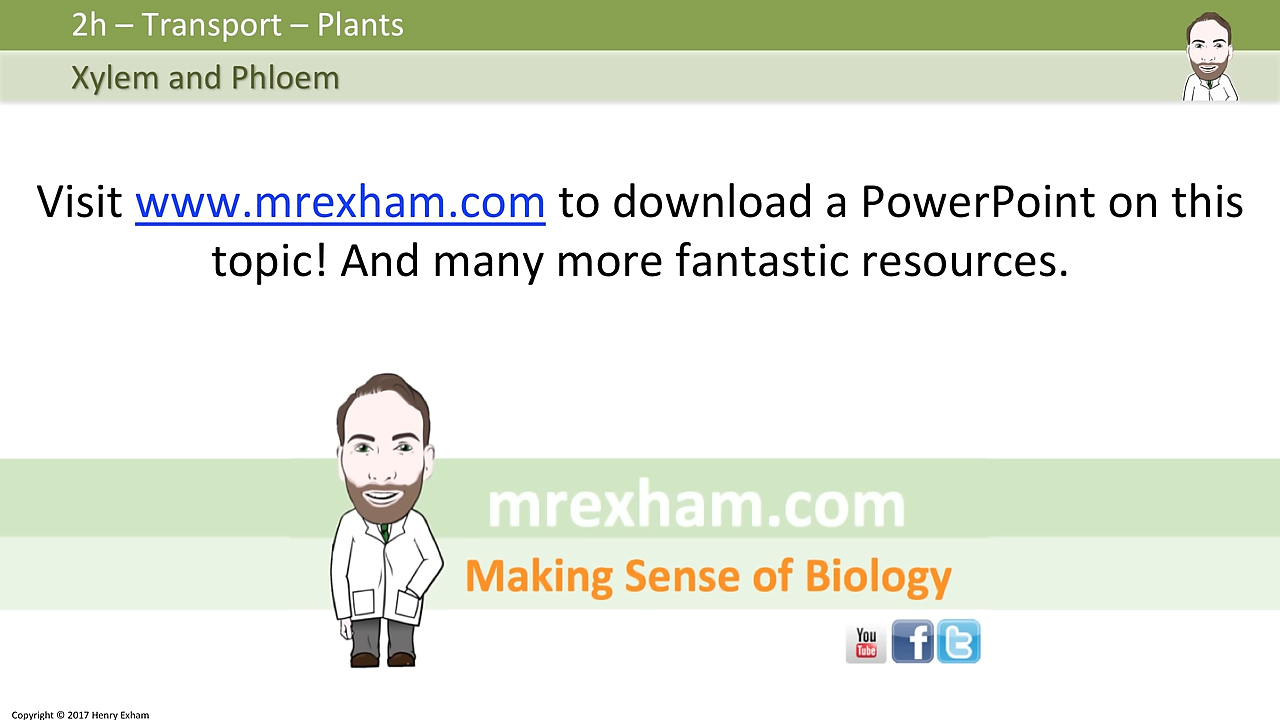 2h – Transport – Plants
Xylem and Phloem
Visit www.mrexham.com to download a PowerPoint on this
topic! And many more fantastic resources.
mrexham.com
Making Sense of Biology
You
Tube
f
t
Copyright © 2017 Henry Exham